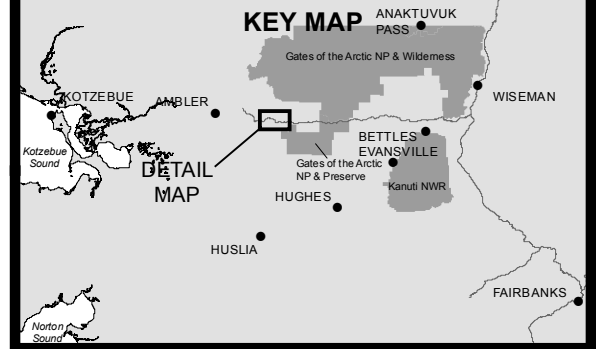 KEY MAP
ANAKTUVUK
PASS
Gates of the Arctic NP & Wilderness
KOTZEBUE
AMBLER
WISEMAN
Kotzebue
Sound
DETAIL
MAP
BETTLES
EVANSVILLE
Gates of the Arctic
NP & Preserve
Kanuti NWR
HUGHES
HUSLIA
FAIRBANKS
Norton
Sound